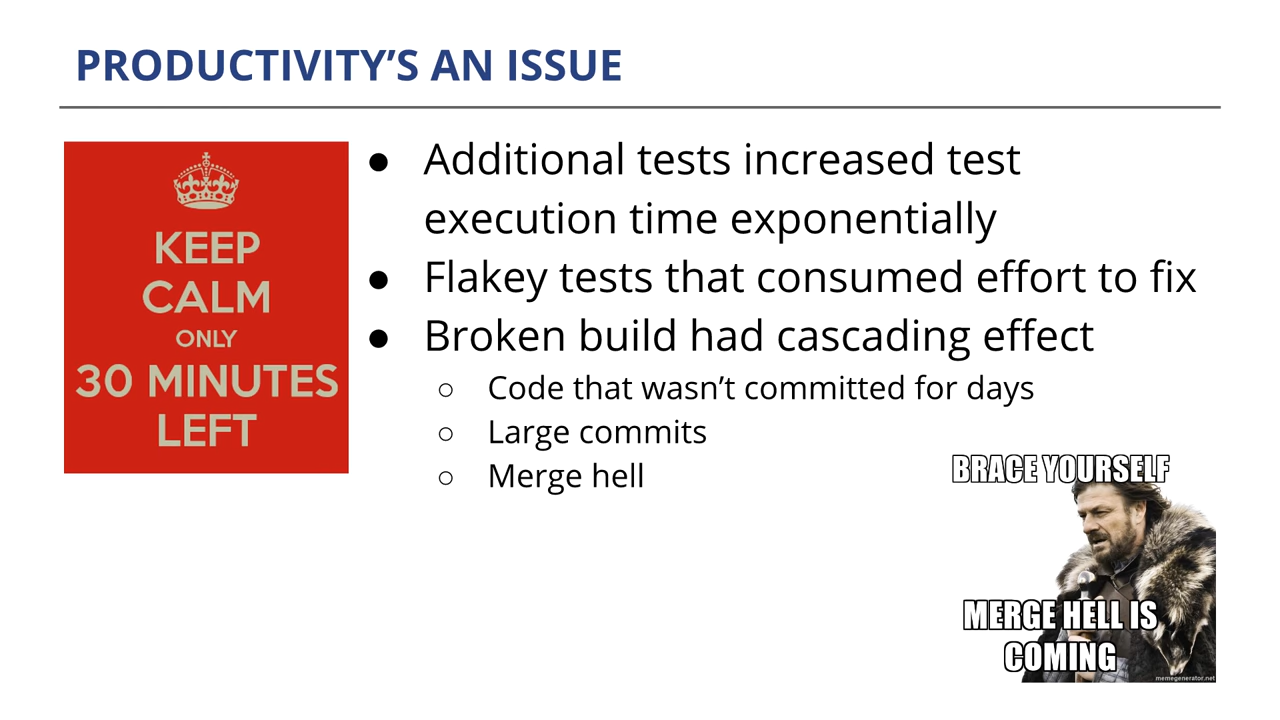 PRODUCTIVITY’S AN ISSUE
KEEP
CALM
ONLY
30 MINUTES
LEFT
● Additional tests increased test
execution time exponentially
● Flakey tests that consumed effort to fix
● Broken build had cascading effect
○ Code that wasn’t committed for days
○ Large commits
○ Merge hell
BRACE YOURSELF
MERGE HELL IS
COMING
memegenerator.net